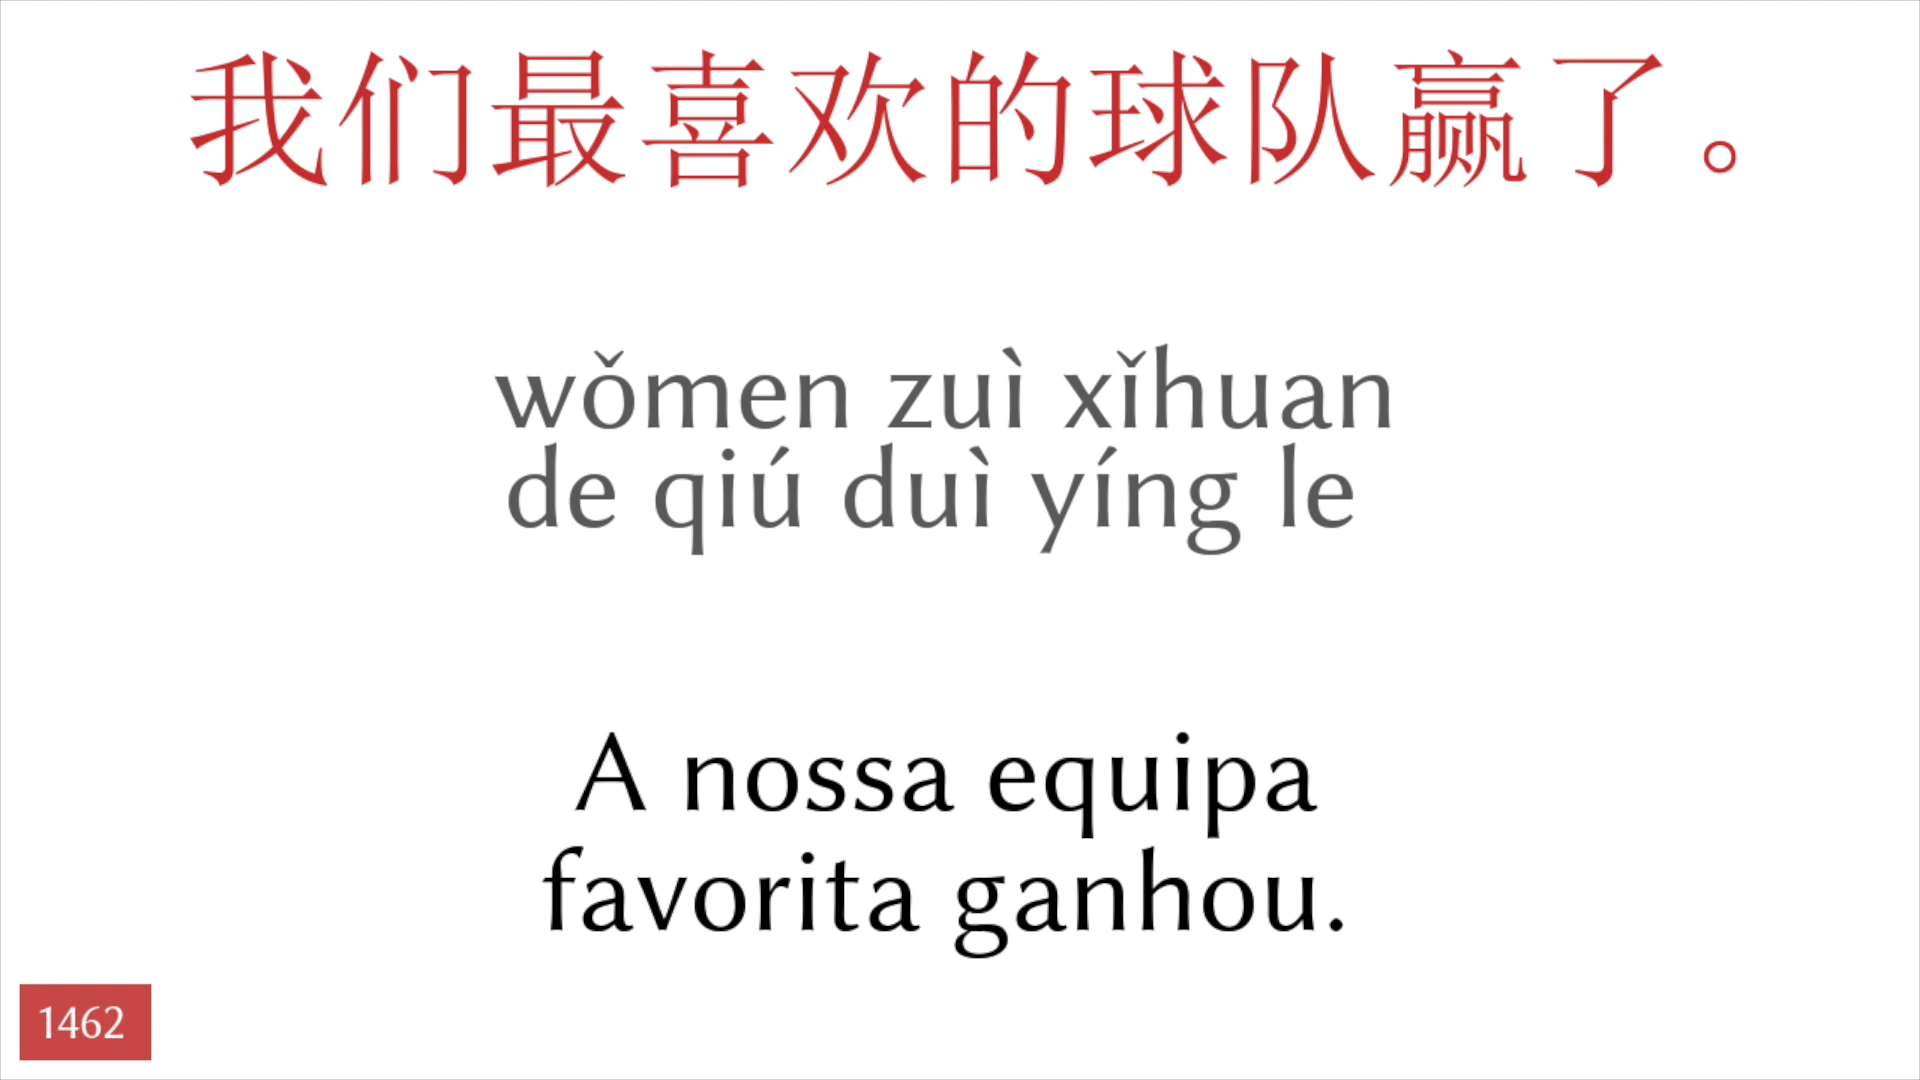 我们最喜欢的球队赢了。
wǒmen zuì xǐhuan
de qiú duì yíng le
A nossa equipa
favorita ganhou.
1462